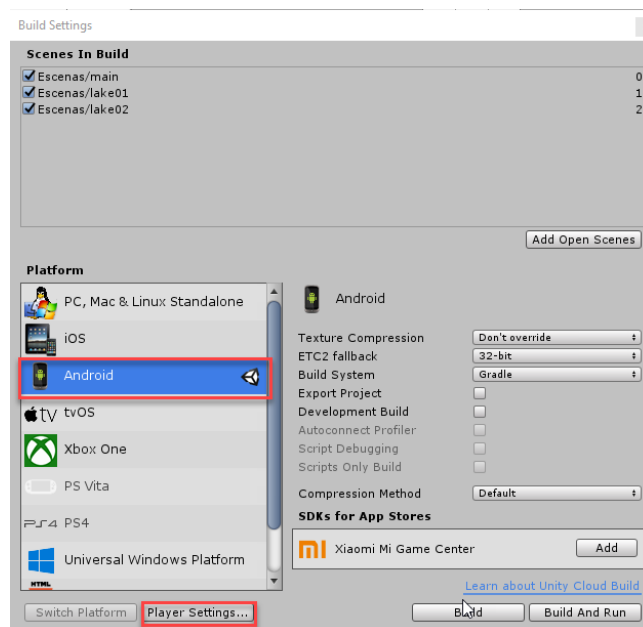 Build Settings
Scenes In Build
Escenas/main 0
Escenas/lake01 1
Escenas/lake02 2
Add Open Scenes
Platform
PC, Mac & Linux Standalone
iOS
Android
tvOS
tv
Xbox One
PS Vita
PS4
Universal Windows Platform
HTML
Android
Texture Compression Don't override
ETC2 fallback 32-bit
Build System Gradle
Export Project
Development Build
Autoconnect Profiler
Script Debugging
Scripts Only Build
Compression Method Default
SDKs for App Stores
Xiaomi Mi Game Center Add
Learn about Unity Cloud Build
Switch Platform Player Settings... Build Build And Run